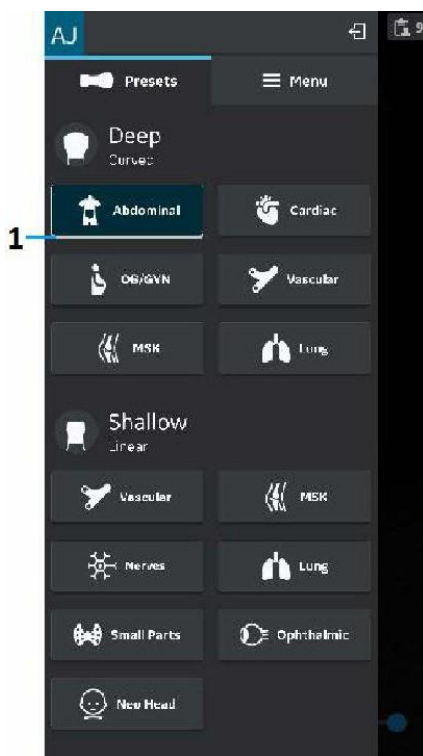 AJ
9
Presets
Menu
Deep
Curved
Abdominal
Cardiac
1
OB/GYN
Vascular
MSK
Lung
Shallow
Linear
Vascular
MSK
Nerves
Lung
Small Parts
Ophthalmic
Neo Head